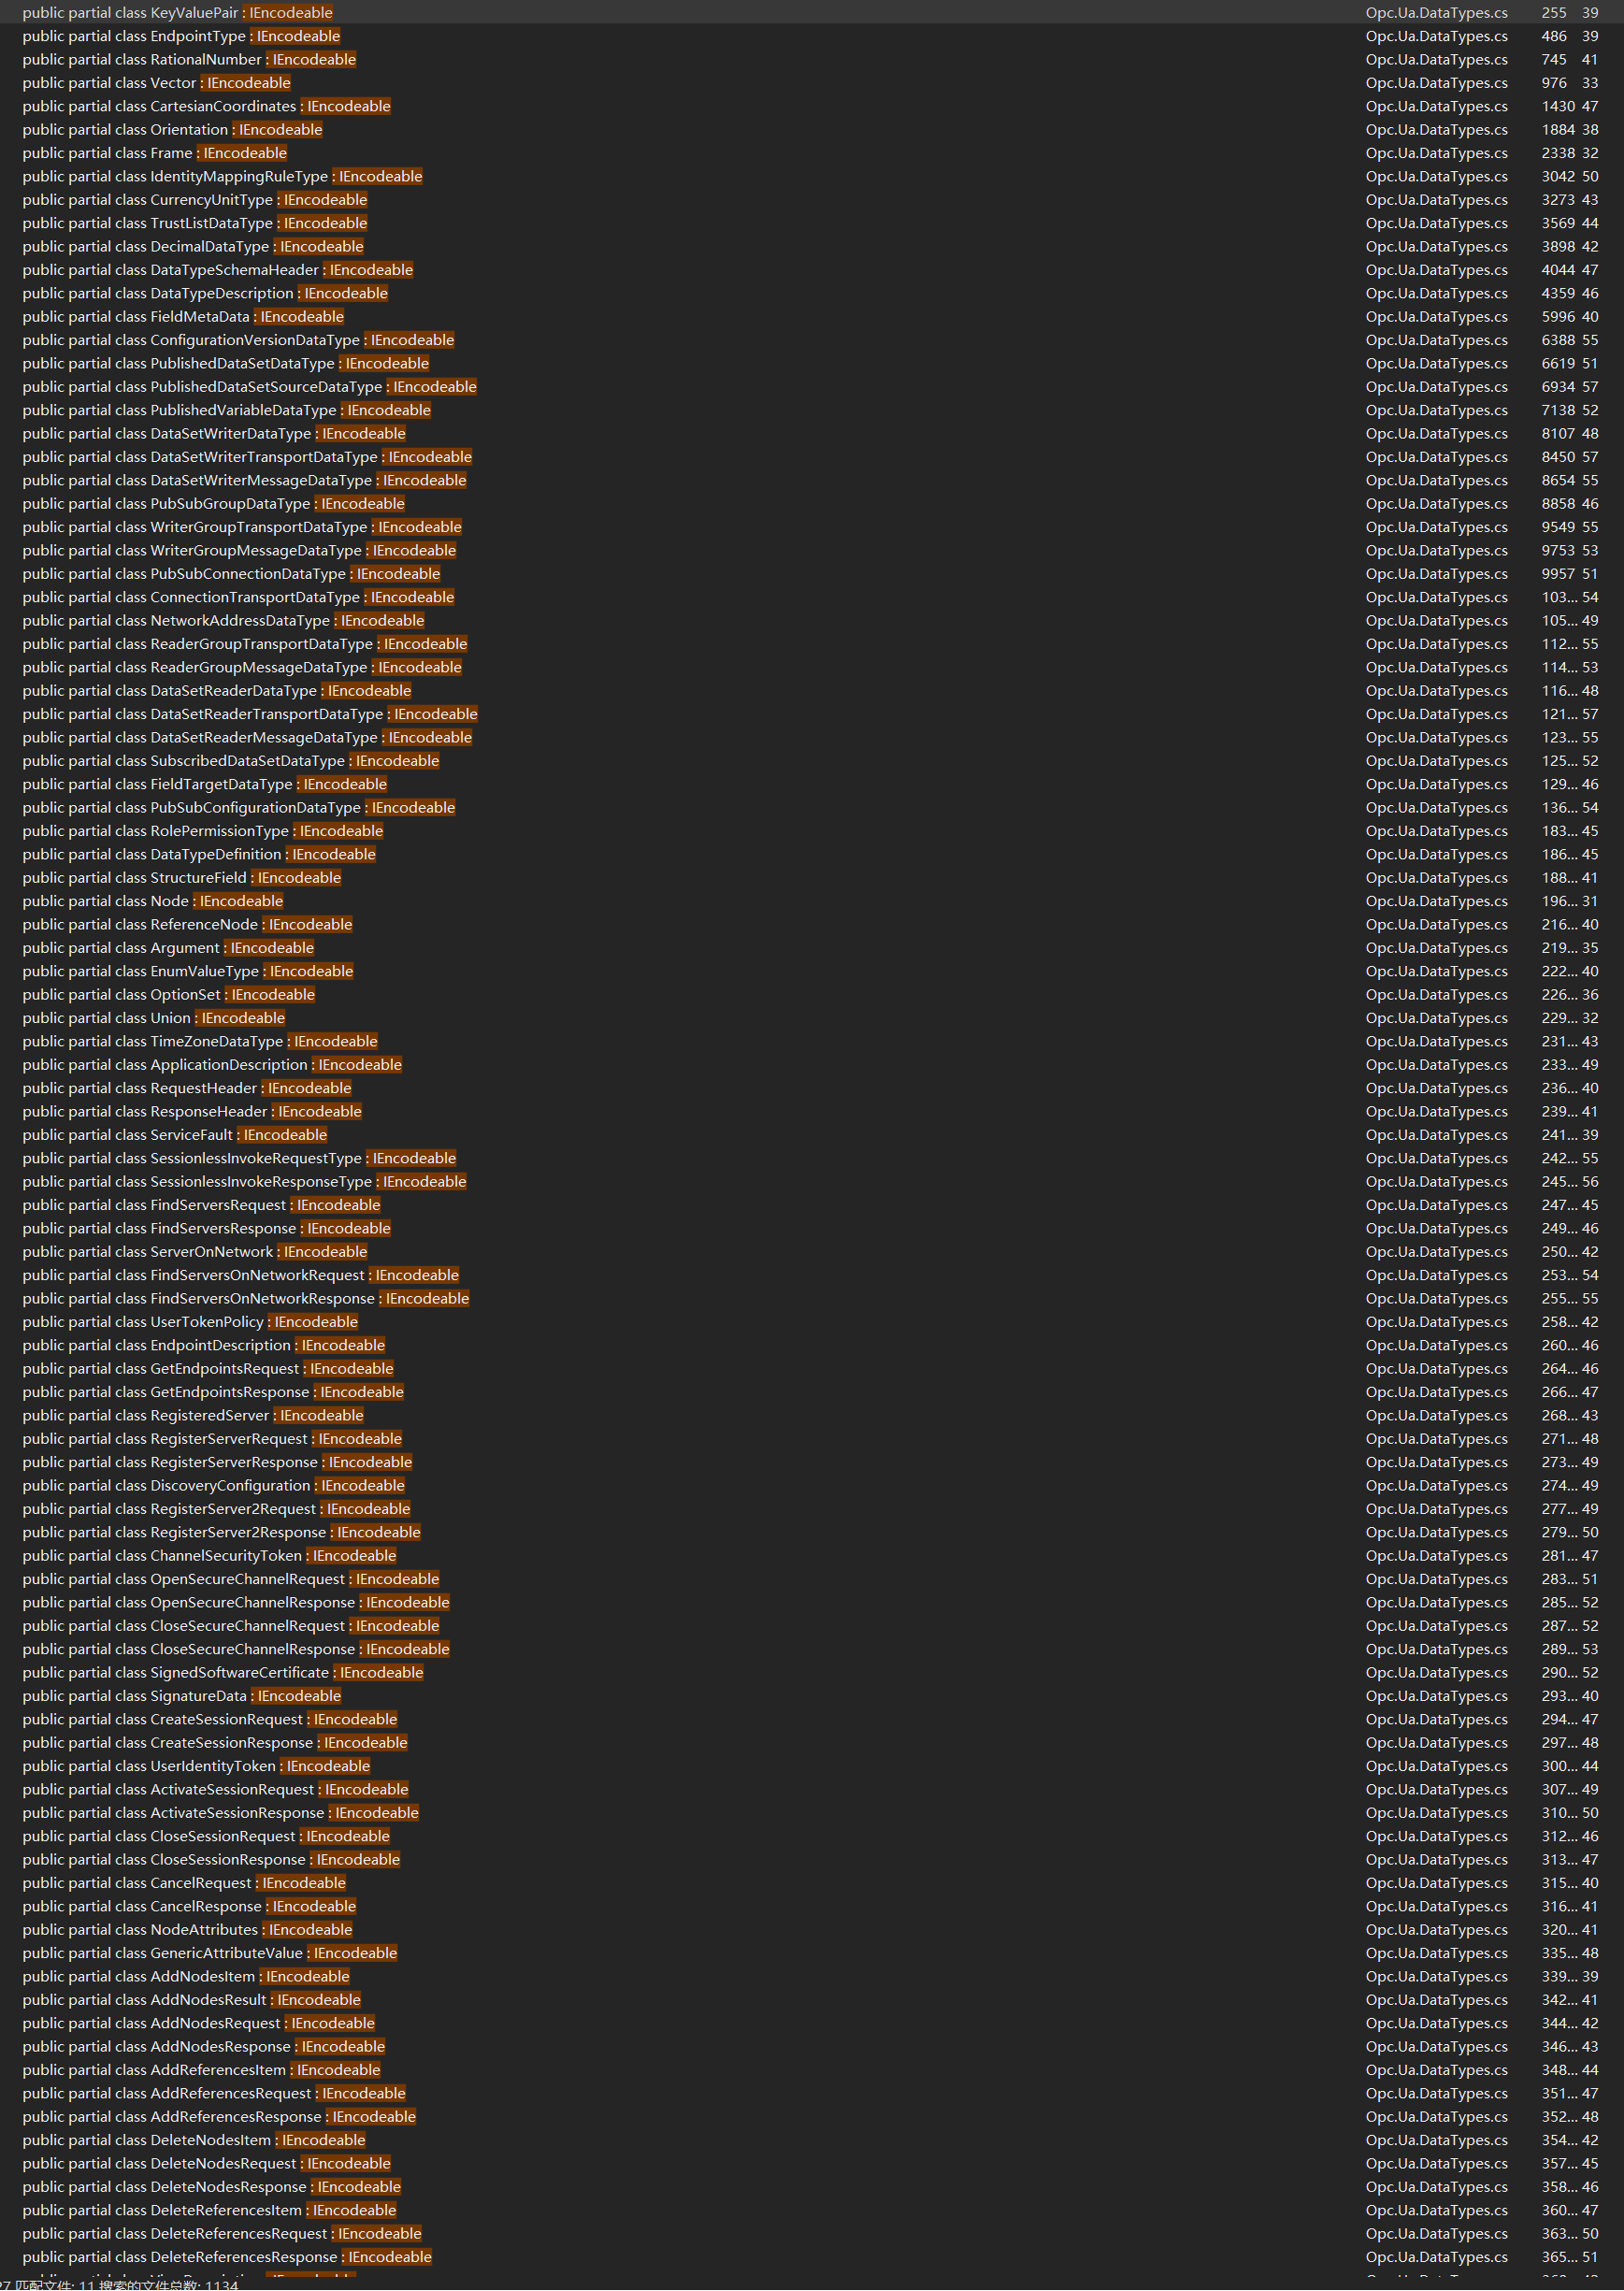 public partial class KeyValuePair : IEncodeable Opc.Ua.DataTypes.cs 255 39
public partial class EndpointType : IEncodeable Opc.Ua.DataTypes.cs 486 39
public partial class RationalNumber : IEncodeable Opc.Ua.DataTypes.cs 745 41
public partial class Vector : IEncodeable Opc.Ua.DataTypes.cs 976 33
public partial class CartesianCoordinates : IEncodeable Opc.Ua.DataTypes.cs 1430 47
public partial class Orientation : IEncodeable Opc.Ua.DataTypes.cs 1884 38
public partial class Frame : IEncodeable Opc.Ua.DataTypes.cs 2338 32
public partial class IdentityMappingRuleType : IEncodeable Opc.Ua.DataTypes.cs 3042 50
public partial class CurrencyUnitType : IEncodeable Opc.Ua.DataTypes.cs 3273 43
public partial class TrustListDataType : IEncodeable Opc.Ua.DataTypes.cs 3569 44
public partial class DecimalDataType : IEncodeable Opc.Ua.DataTypes.cs 3898 42
public partial class DataTypeSchemaHeader : IEncodeable Opc.Ua.DataTypes.cs 4044 47
public partial class DataTypeDescription : IEncodeable Opc.Ua.DataTypes.cs 4359 46
public partial class FieldMetaData : IEncodeable Opc.Ua.DataTypes.cs 5996 40
public partial class ConfigurationVersionDataType : IEncodeable Opc.Ua.DataTypes.cs 6388 55
public partial class PublishedDataSetDataType : IEncodeable Opc.Ua.DataTypes.cs 6619 51
public partial class PublishedDataSetSourceDataType : IEncodeable Opc.Ua.DataTypes.cs 6934 57
public partial class PublishedVariableDataType : IEncodeable Opc.Ua.DataTypes.cs 7138 52
public partial class DataSetWriterDataType : IEncodeable Opc.Ua.DataTypes.cs 8107 48
public partial class DataSetWriterTransportDataType : IEncodeable Opc.Ua.DataTypes.cs 8450 57
public partial class DataSetWriterMessageDataType : IEncodeable Opc.Ua.DataTypes.cs 8654 55
public partial class PubSubGroupDataType : IEncodeable Opc.Ua.DataTypes.cs 8858 46
public partial class WriterGroupTransportDataType : IEncodeable Opc.Ua.DataTypes.cs 9549 55
public partial class WriterGroupMessageDataType : IEncodeable Opc.Ua.DataTypes.cs 9753 53
public partial class PubSubConnectionDataType : IEncodeable Opc.Ua.DataTypes.cs 9957 51
public partial class ConnectionTransportDataType : IEncodeable Opc.Ua.DataTypes.cs 103... 54
public partial class NetworkAddressDataType : IEncodeable Opc.Ua.DataTypes.cs 105... 49
public partial class ReaderGroupTransportDataType : IEncodeable Opc.Ua.DataTypes.cs 112... 55
public partial class ReaderGroupMessageDataType : IEncodeable Opc.Ua.DataTypes.cs 114... 53
public partial class DataSetReaderDataType : IEncodeable Opc.Ua.DataTypes.cs 116... 48
public partial class DataSetReaderTransportDataType : IEncodeable Opc.Ua.DataTypes.cs 121... 57
public partial class DataSetReaderMessageDataType : IEncodeable Opc.Ua.DataTypes.cs 123... 55
public partial class SubscribedDataSetDataType : IEncodeable Opc.Ua.DataTypes.cs 125... 52
public partial class FieldTargetDataType : IEncodeable Opc.Ua.DataTypes.cs 129... 46
public partial class PubSubConfigurationDataType : IEncodeable Opc.Ua.DataTypes.cs 136... 54
public partial class RolePermissionType : IEncodeable Opc.Ua.DataTypes.cs 183... 45
public partial class DataTypeDefinition : IEncodeable Opc.Ua.DataTypes.cs 186... 45
public partial class StructureField : IEncodeable Opc.Ua.DataTypes.cs 188... 41
public partial class Node : IEncodeable Opc.Ua.DataTypes.cs 196... 31
public partial class ReferenceNode : IEncodeable Opc.Ua.DataTypes.cs 216... 40
public partial class Argument : IEncodeable Opc.Ua.DataTypes.cs 219... 35
public partial class EnumValueType : IEncodeable Opc.Ua.DataTypes.cs 222... 40
public partial class OptionSet : IEncodeable Opc.Ua.DataTypes.cs 226... 36
public partial class Union : IEncodeable Opc.Ua.DataTypes.cs 229... 32
public partial class TimeZoneDataType : IEncodeable Opc.Ua.DataTypes.cs 231... 43
public partial class ApplicationDescription : IEncodeable Opc.Ua.DataTypes.cs 233... 49
public partial class RequestHeader : IEncodeable Opc.Ua.DataTypes.cs 236... 40
public partial class ResponseHeader : IEncodeable Opc.Ua.DataTypes.cs 239... 41
public partial class ServiceFault : IEncodeable Opc.Ua.DataTypes.cs 241... 39
public partial class SessionlessInvokeRequestType : IEncodeable Opc.Ua.DataTypes.cs 242... 55
public partial class SessionlessInvokeResponseType : IEncodeable Opc.Ua.DataTypes.cs 245... 56
public partial class FindServersRequest : IEncodeable Opc.Ua.DataTypes.cs 247... 45
public partial class FindServersResponse : IEncodeable Opc.Ua.DataTypes.cs 249... 46
public partial class ServerOnNetwork : IEncodeable Opc.Ua.DataTypes.cs 250... 42
public partial class FindServersOnNetworkRequest : IEncodeable Opc.Ua.DataTypes.cs 253... 54
public partial class FindServersOnNetworkResponse : IEncodeable Opc.Ua.DataTypes.cs 255... 55
public partial class UserTokenPolicy : IEncodeable Opc.Ua.DataTypes.cs 258... 42
public partial class EndpointDescription : IEncodeable Opc.Ua.DataTypes.cs 260... 46
public partial class GetEndpointsRequest : IEncodeable Opc.Ua.DataTypes.cs 264... 46
public partial class GetEndpointsResponse : IEncodeable Opc.Ua.DataTypes.cs 266... 47
public partial class RegisteredServer : IEncodeable Opc.Ua.DataTypes.cs 268... 43
public partial class RegisterServerRequest : IEncodeable Opc.Ua.DataTypes.cs 271... 48
public partial class RegisterServerResponse : IEncodeable Opc.Ua.DataTypes.cs 273... 49
public partial class DiscoveryConfiguration : IEncodeable Opc.Ua.DataTypes.cs 274... 49
public partial class RegisterServer2Request : IEncodeable Opc.Ua.DataTypes.cs 277... 49
public partial class RegisterServer2Response : IEncodeable Opc.Ua.DataTypes.cs 279... 50
public partial class ChannelSecurityToken : IEncodeable Opc.Ua.DataTypes.cs 281... 47
public partial class OpenSecureChannelRequest : IEncodeable Opc.Ua.DataTypes.cs 283... 51
public partial class OpenSecureChannelResponse : IEncodeable Opc.Ua.DataTypes.cs 285... 52
public partial class CloseSecureChannelRequest : IEncodeable Opc.Ua.DataTypes.cs 287... 52
public partial class CloseSecureChannelResponse : IEncodeable Opc.Ua.DataTypes.cs 289... 53
public partial class SignedSoftwareCertificate : IEncodeable Opc.Ua.DataTypes.cs 290... 52
public partial class SignatureData : IEncodeable Opc.Ua.DataTypes.cs 293... 40
public partial class CreateSessionRequest : IEncodeable Opc.Ua.DataTypes.cs 294... 47
public partial class CreateSessionResponse : IEncodeable Opc.Ua.DataTypes.cs 297... 48
public partial class UserIdentityToken : IEncodeable Opc.Ua.DataTypes.cs 300... 44
public partial class ActivateSessionRequest : IEncodeable Opc.Ua.DataTypes.cs 307... 49
public partial class ActivateSessionResponse : IEncodeable Opc.Ua.DataTypes.cs 310... 50
public partial class CloseSessionRequest : IEncodeable Opc.Ua.DataTypes.cs 312... 46
public partial class CloseSessionResponse : IEncodeable Opc.Ua.DataTypes.cs 313... 47
public partial class CancelRequest : IEncodeable Opc.Ua.DataTypes.cs 315... 40
public partial class CancelResponse : IEncodeable Opc.Ua.DataTypes.cs 316... 41
public partial class NodeAttributes : IEncodeable Opc.Ua.DataTypes.cs 320... 41
public partial class GenericAttributeValue : IEncodeable Opc.Ua.DataTypes.cs 335... 48
public partial class AddNodesItem : IEncodeable Opc.Ua.DataTypes.cs 339... 39
public partial class AddNodesResult : IEncodeable Opc.Ua.DataTypes.cs 342... 41
public partial class AddNodesRequest : IEncodeable Opc.Ua.DataTypes.cs 344... 42
public partial class AddNodesResponse : IEncodeable Opc.Ua.DataTypes.cs 346... 43
public partial class AddReferencesItem : IEncodeable Opc.Ua.DataTypes.cs 348... 44
public partial class AddReferencesRequest : IEncodeable Opc.Ua.DataTypes.cs 351... 47
public partial class AddReferencesResponse : IEncodeable Opc.Ua.DataTypes.cs 352... 48
public partial class DeleteNodesItem : IEncodeable Opc.Ua.DataTypes.cs 354... 42
public partial class DeleteNodesRequest : IEncodeable Opc.Ua.DataTypes.cs 357... 45
public partial class DeleteNodesResponse : IEncodeable Opc.Ua.DataTypes.cs 358... 46
public partial class DeleteReferencesItem : IEncodeable Opc.Ua.DataTypes.cs 360... 47
public partial class DeleteReferencesRequest : IEncodeable Opc.Ua.DataTypes.cs 363... 50
public partial class DeleteReferencesResponse : IEncodeable Opc.Ua.DataTypes.cs 365... 51
匹配文件: 11 搜索的文件总数: 1134